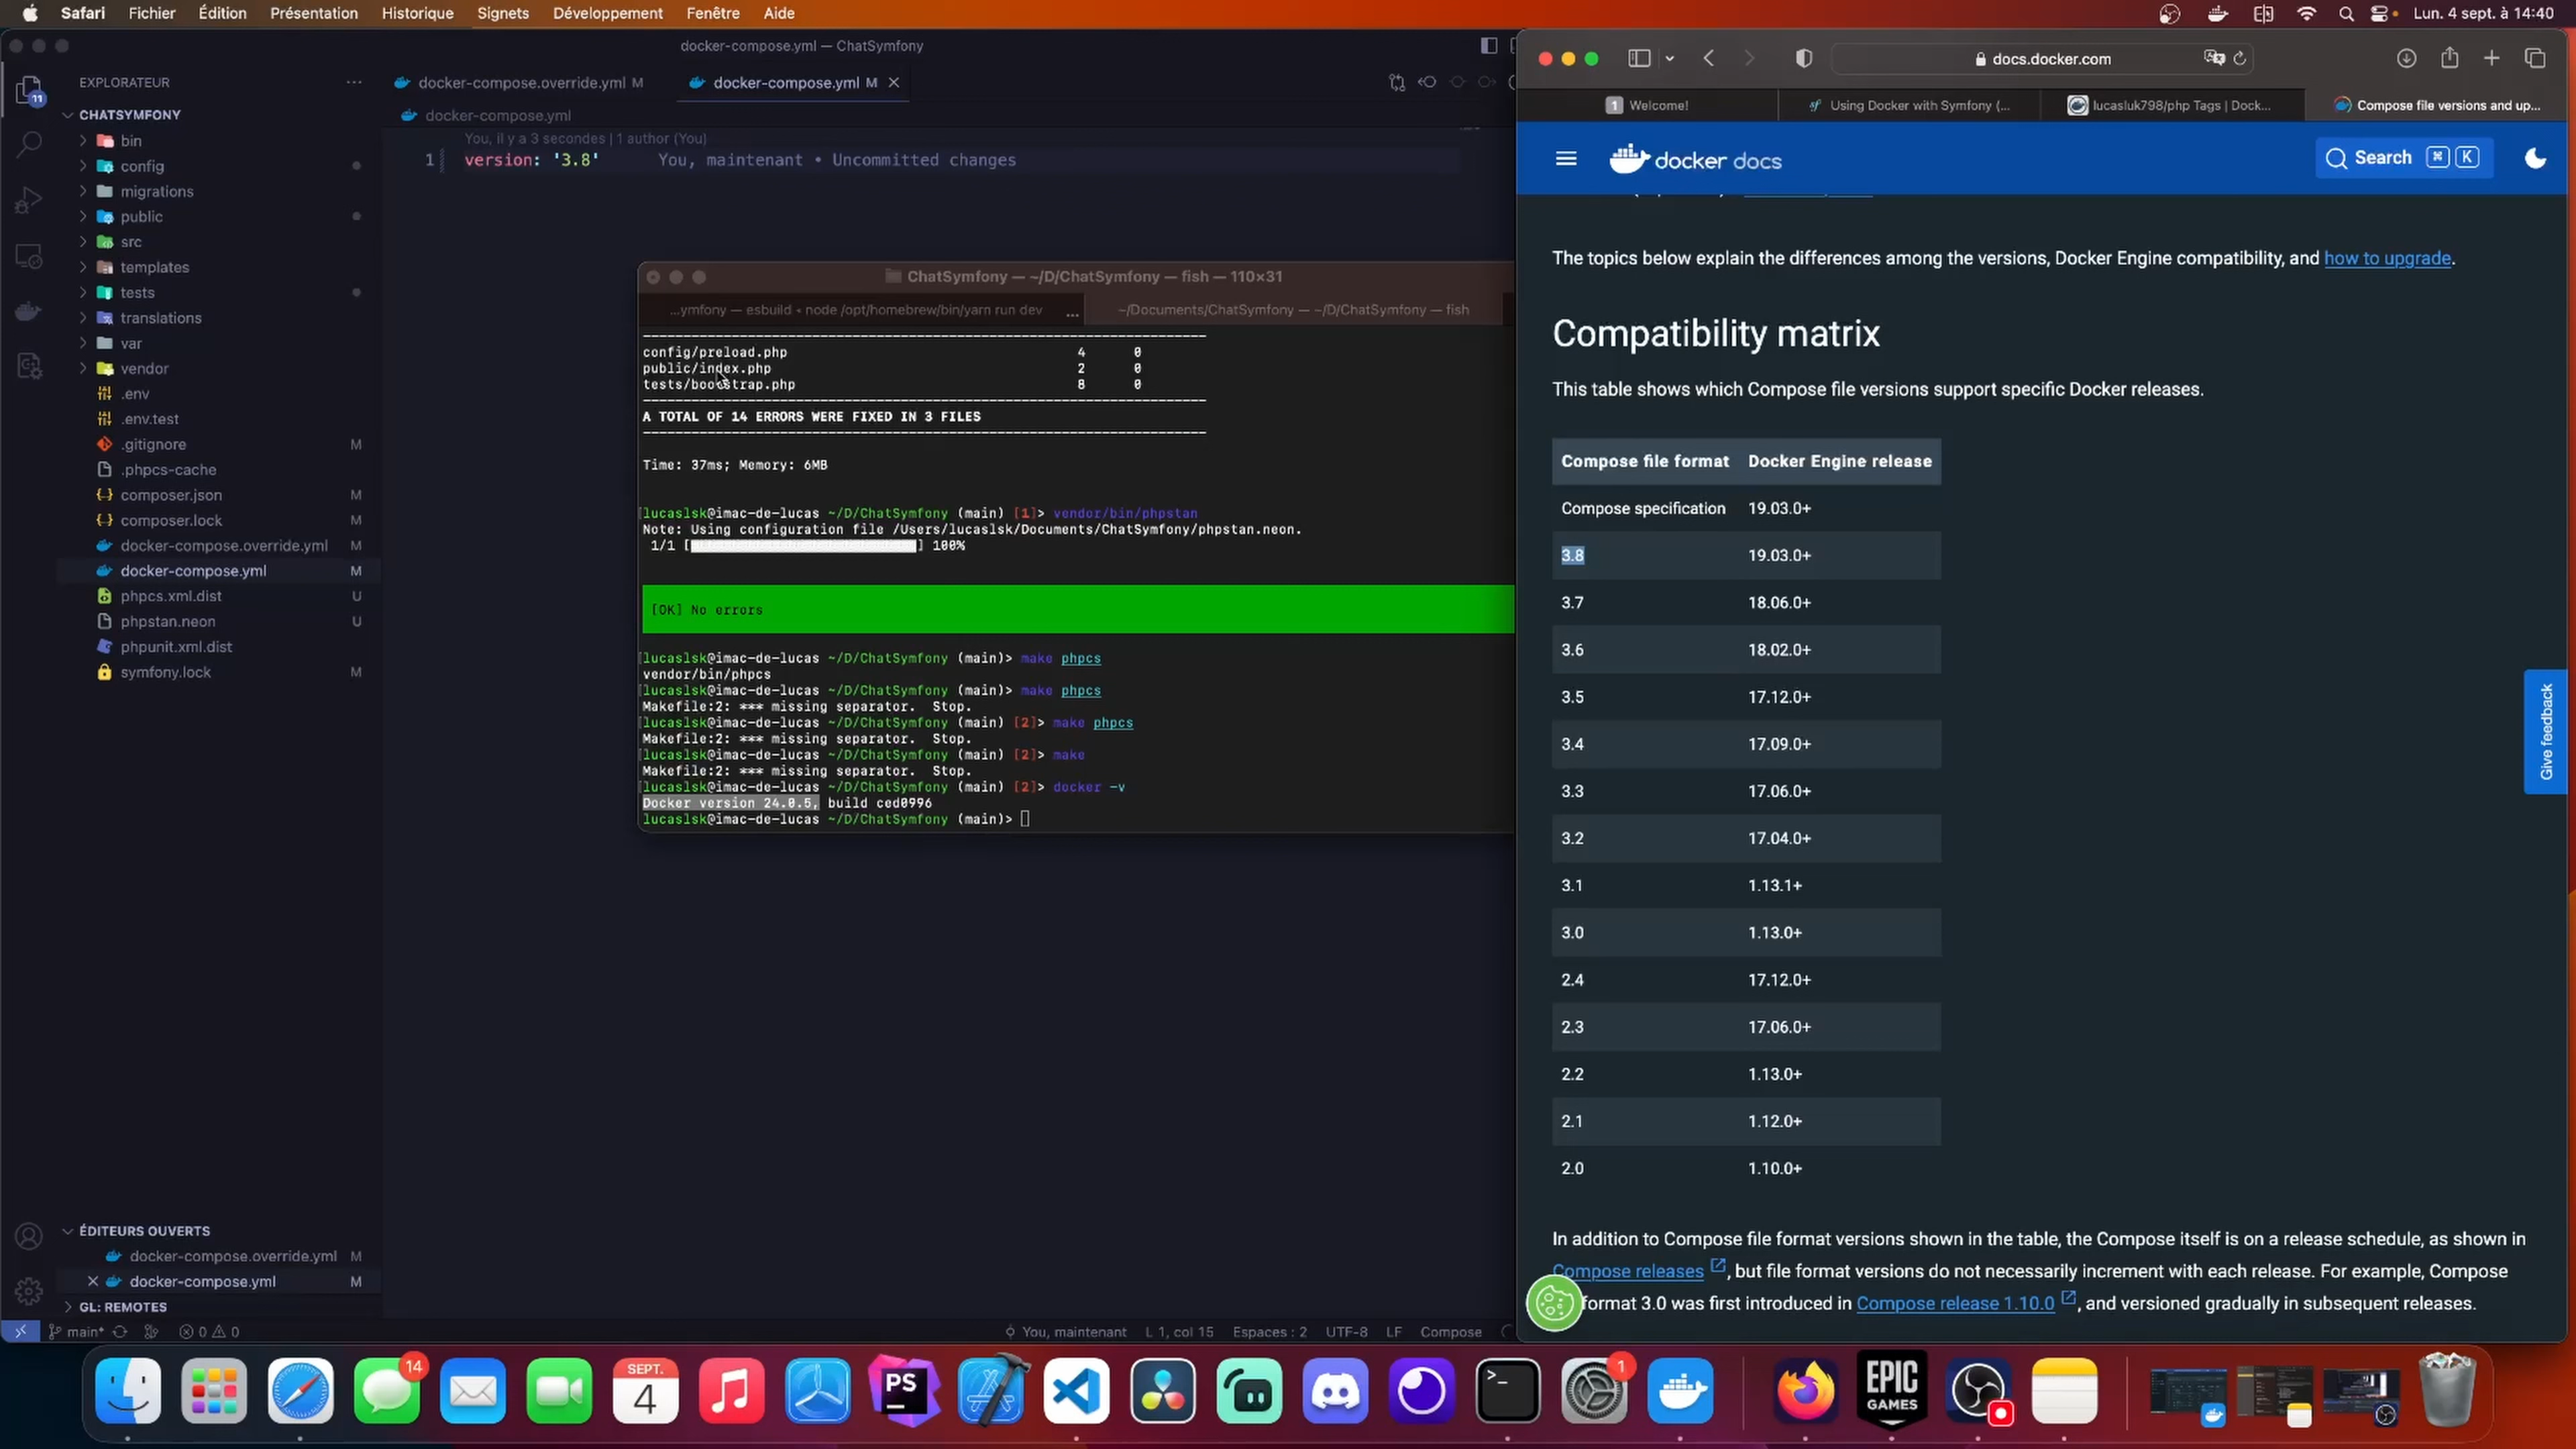 Safari Fichier Édition Présentation Historique Signets Développement Fenêtre Aide
Lun. 4 sept. à 14:40
docker-compose.yml — ChatSymfony
EXPLORATEUR
docker-compose.override.yml M
docker-compose.yml M
CHATSYMFONY
docker-compose.yml
You, il y a 3 secondes | 1 author (You)
1 version: '3.8' You, maintenant • Uncommitted changes
11
bin
config
migrations
public
src
templates
tests
translations
var
vendor
.env
.env.test
.gitignore M
.phpcs-cache
composer.json M
composer.lock M
docker-compose.override.yml M
docker-compose.yml M
phpcs.xml.dist U
phpstan.neon U
phpunit.xml.dist
symfony.lock M
ÉDITEURS OUVERTS
docker-compose.override.yml M
docker-compose.yml M
GL: REMOTES
main* 0 0
You, maintenant L 1, col 15 Espaces : 2 UTF-8 LF Compose
ChatSymfony — ~/D/ChatSymfony — fish — 110×31
...ymfony — esbuild • node /opt/homebrew/bin/yarn run dev ...
~/Documents/ChatSymfony — ~/D/ChatSymfony — fish
config/preload.php 4 0
public/index.php 2 0
tests/bootstrap.php 8 0
A TOTAL OF 14 ERRORS WERE FIXED IN 3 FILES
Time: 37ms; Memory: 6MB
lucaslsk@imac-de-lucas ~/D/ChatSymfony (main) [1]> vendor/bin/phpstan
Note: Using configuration file /Users/lucaslsk/Documents/ChatSymfony/phpstan.neon.
1/1 [] 100%
[OK] No errors
lucaslsk@imac-de-lucas ~/D/ChatSymfony (main)> make phpcs
vendor/bin/phpcs
lucaslsk@imac-de-lucas ~/D/ChatSymfony (main)> make phpcs
Makefile:2: *** missing separator.  Stop.
lucaslsk@imac-de-lucas ~/D/ChatSymfony (main) [2]> make phpcs
Makefile:2: *** missing separator.  Stop.
lucaslsk@imac-de-lucas ~/D/ChatSymfony (main) [2]> make
Makefile:2: *** missing separator.  Stop.
lucaslsk@imac-de-lucas ~/D/ChatSymfony (main) [2]> docker -v
Docker version 24.0.5, build ced0996
lucaslsk@imac-de-lucas ~/D/ChatSymfony (main)>
docs.docker.com
1 Welcome!
Using Docker with Symfony (...
lucasluk798/php Tags | Dock...
Compose file versions and up...
docker docs
Search ⌘ K
The topics below explain the differences among the versions, Docker Engine compatibility, and how to upgrade.
Compatibility matrix
This table shows which Compose file versions support specific Docker releases.
Compose file format Docker Engine release
Compose specification 19.03.0+
3.8 19.03.0+
3.7 18.06.0+
3.6 18.02.0+
3.5 17.12.0+
3.4 17.09.0+
3.3 17.06.0+
3.2 17.04.0+
3.1 1.13.1+
3.0 1.13.0+
2.4 17.12.0+
2.3 17.06.0+
2.2 1.13.0+
2.1 1.12.0+
2.0 1.10.0+
Give feedback
In addition to Compose file format versions shown in the table, the Compose itself is on a release schedule, as shown in
Compose releases , but file format versions do not necessarily increment with each release. For example, Compose
format 3.0 was first introduced in Compose release 1.10.0 , and versioned gradually in subsequent releases.
14
SEPT.
4
PS
>_
1
EPIC
GAMES